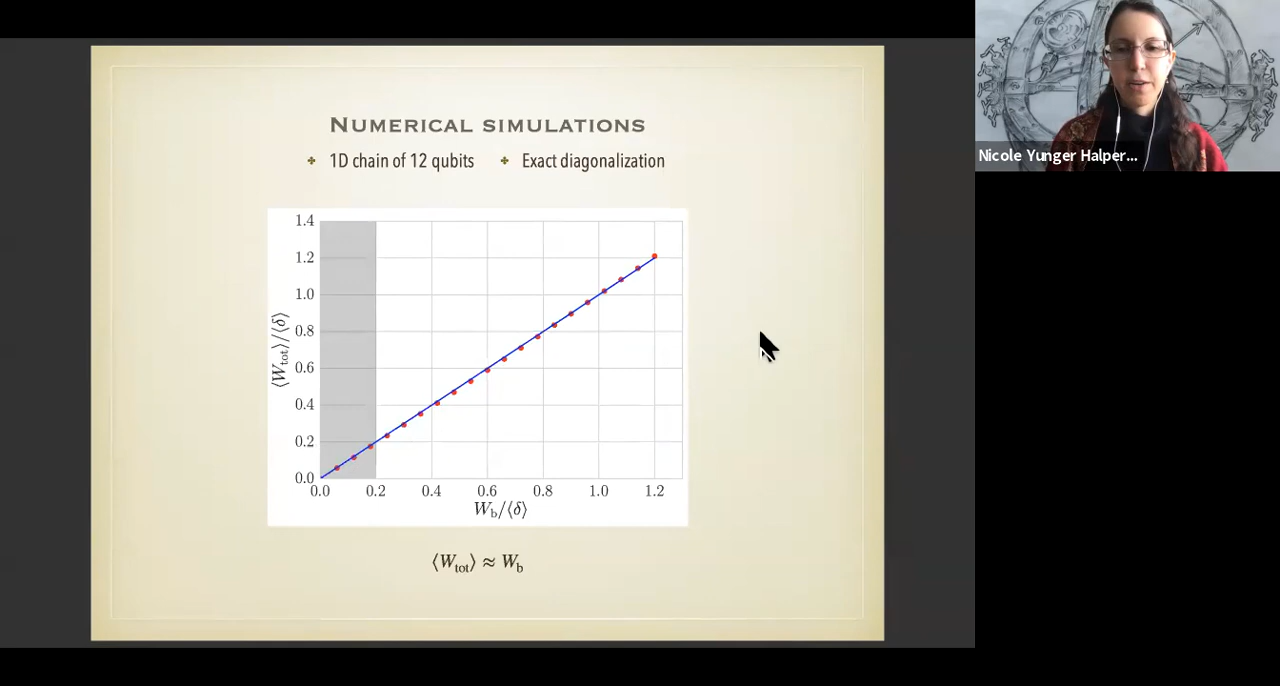 NUMERICAL SIMULATIONS
1D chain of 12 qubits
Exact diagonalization
1.4
1.2
1.0
0.8
0.6
0.4
0.2
0.0
⟨W_tot⟩/⟨δ⟩
0.0 0.2 0.4 0.6 0.8 1.0 1.2
W_b/⟨δ⟩
⟨W_tot⟩ ≈ W_b
Nicole Yunger Halper...